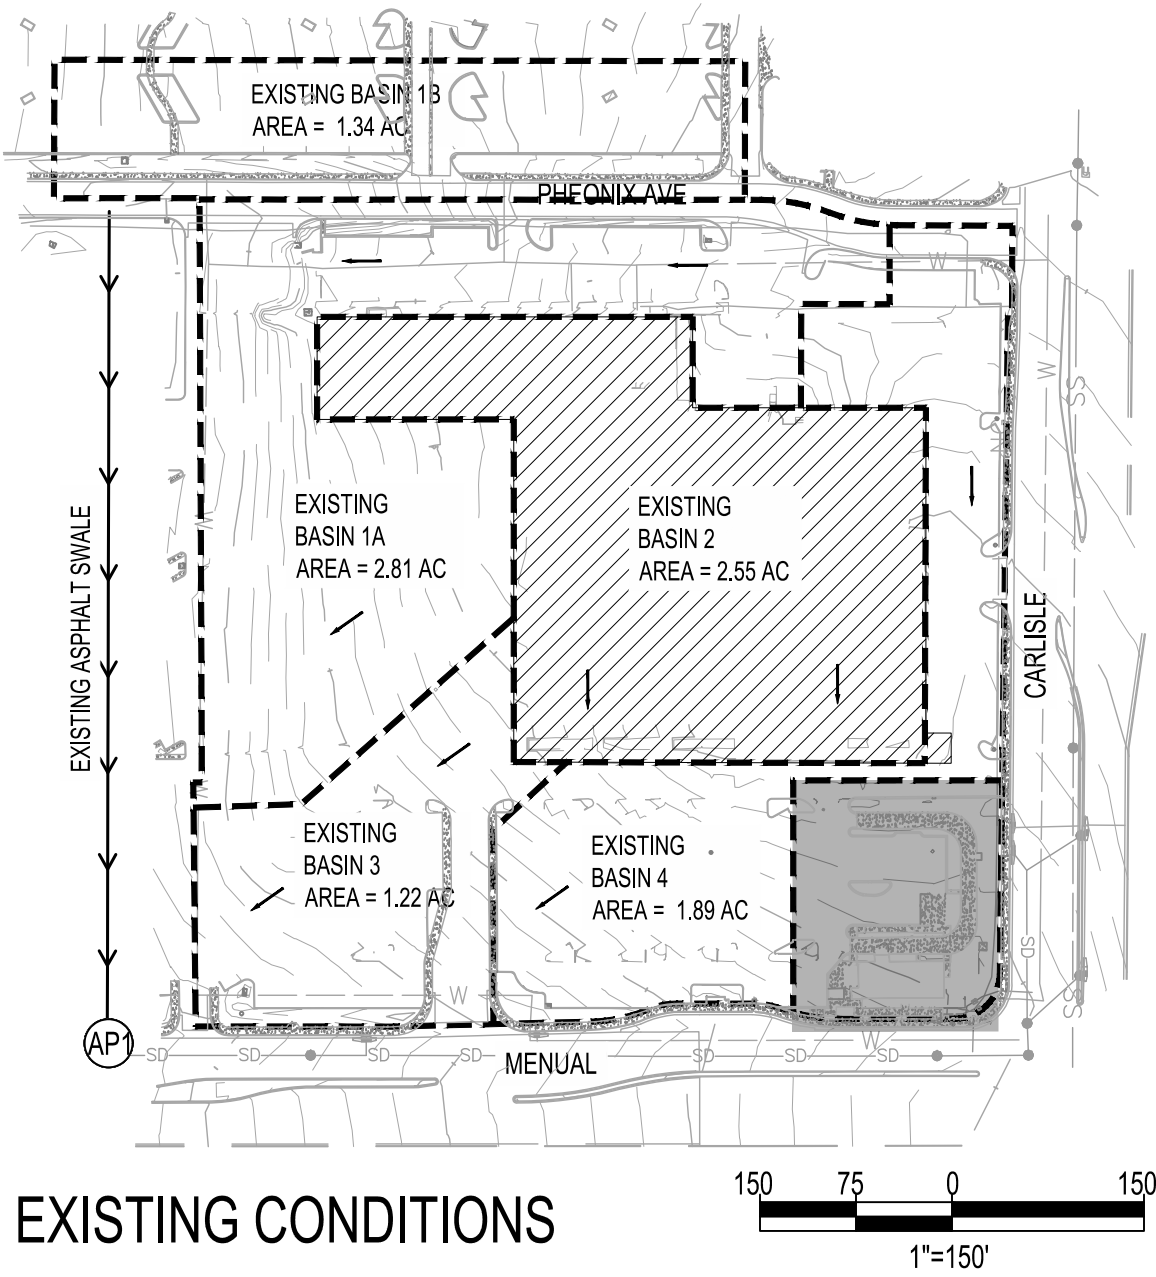 EXISTING BASIN 1B
AREA = 1.34 AC
PHEONIX AVE
W
EXISTING
BASIN 1A
AREA = 2.81 AC
EXISTING
BASIN 2
AREA = 2.55 AC
W
SS
W
EXISTING ASPHALT SWALE
CARLISLE
W
EXISTING
BASIN 3
AREA = 1.22 AC
EXISTING
BASIN 4
AREA = 1.89 AC
SD
W
SS
W
AP1
SD SD SD SD SD SD SD
MENUAL
EXISTING CONDITIONS
150 75 0 150
1"=150'